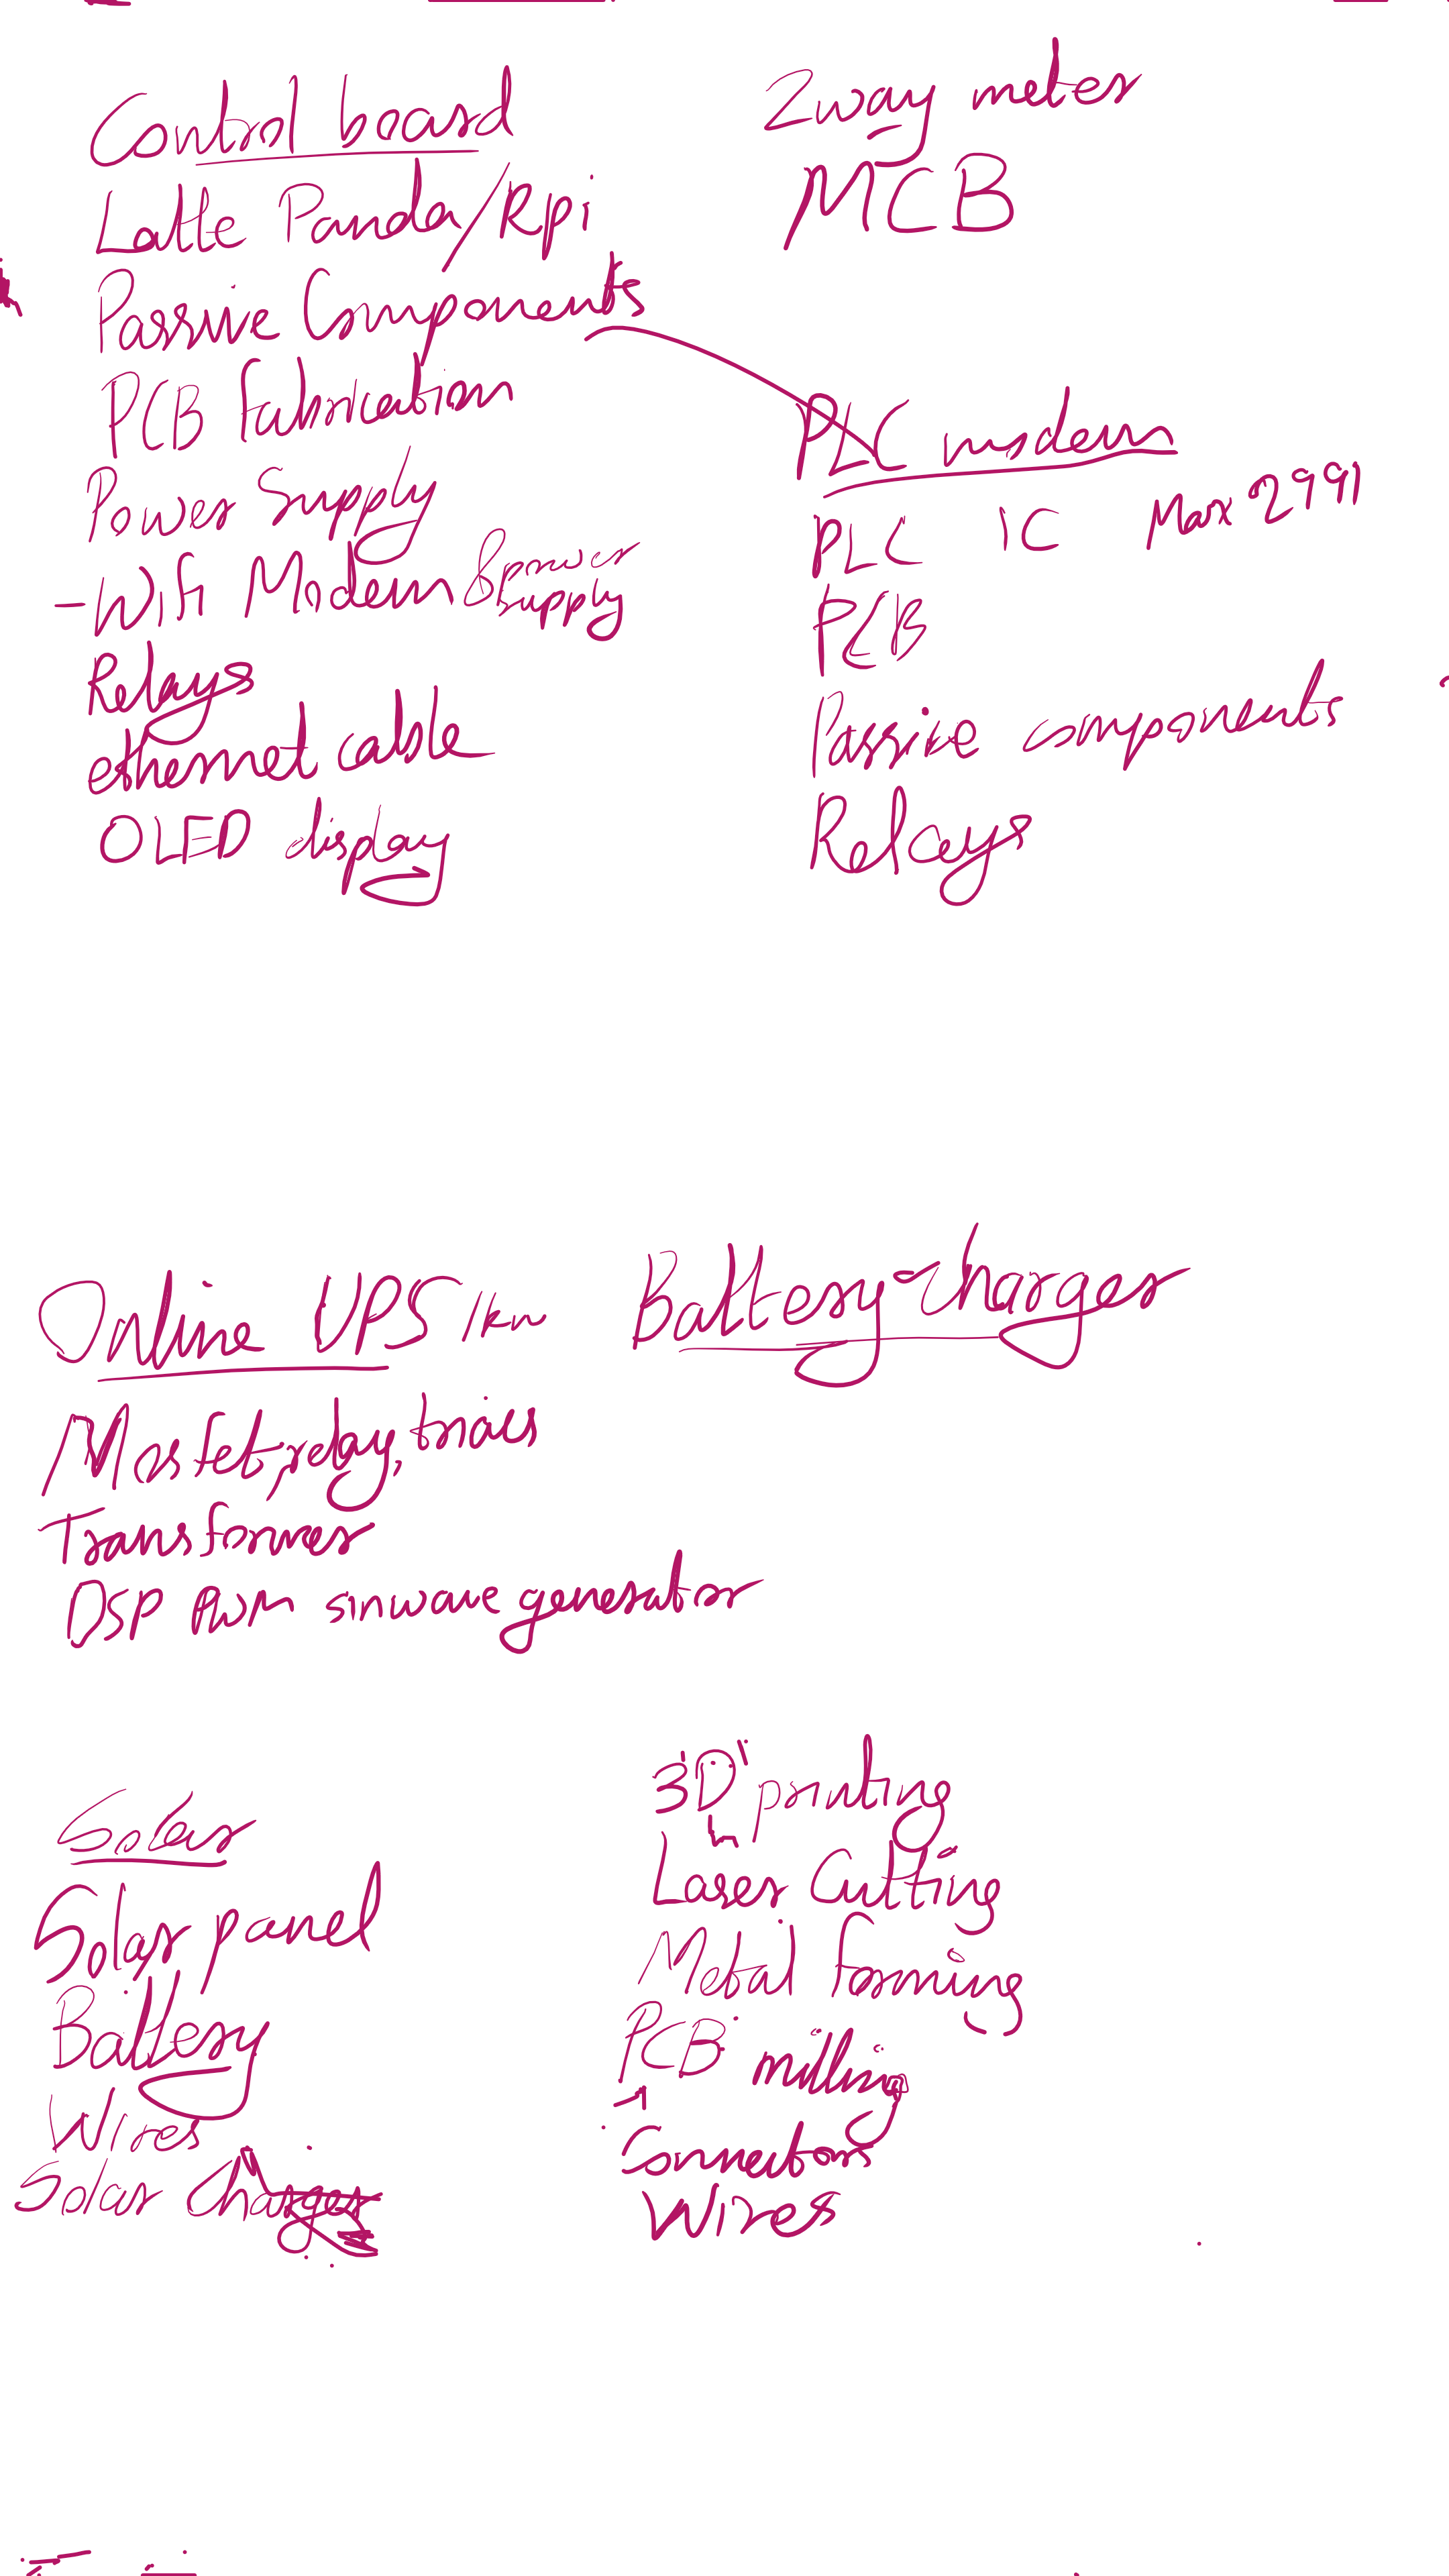 Control board
Latte Panda/Rpi
Passive Components
PCB Fabrication
Power Supply
- Wifi Modem & power supply
Relays
ethernet cable
OLED display
2way meter
MCB
PLC modem
PLC IC Max 2991
PCB
Passive components
Relays
Online UPS 1kw
Mosfet, relay, triacs
Transformer
DSP PWM sinwave generator
Battery-charger
Solar
Solar panel
Battery
Wires
Solar Charger
3D printing
Laser Cutting
Metal forming
PCB milling
Connectors
Wires